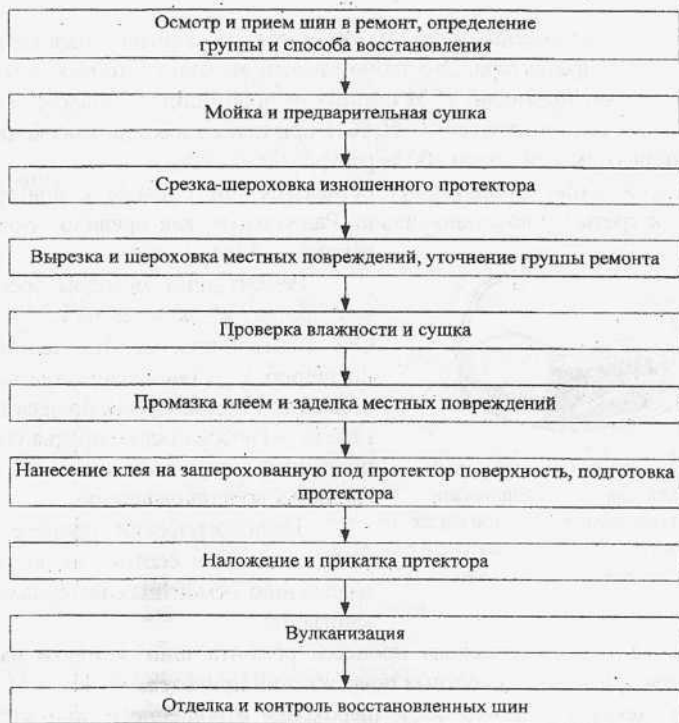 Осмотр и прием шин в ремонт, определение
группы и способа восстановления
Мойка и предварительная сушка
Срезка-шероховка изношенного протектора
Вырезка и шероховка местных повреждений, уточнение группы ремонта
Проверка влажности и сушка
Промазка клеем и заделка местных повреждений
Нанесение клея на зашерохованную под протектор поверхность, подготовка
протектора
Наложение и прикатка пртектора
Вулканизация
Отделка и контроль восстановленных шин